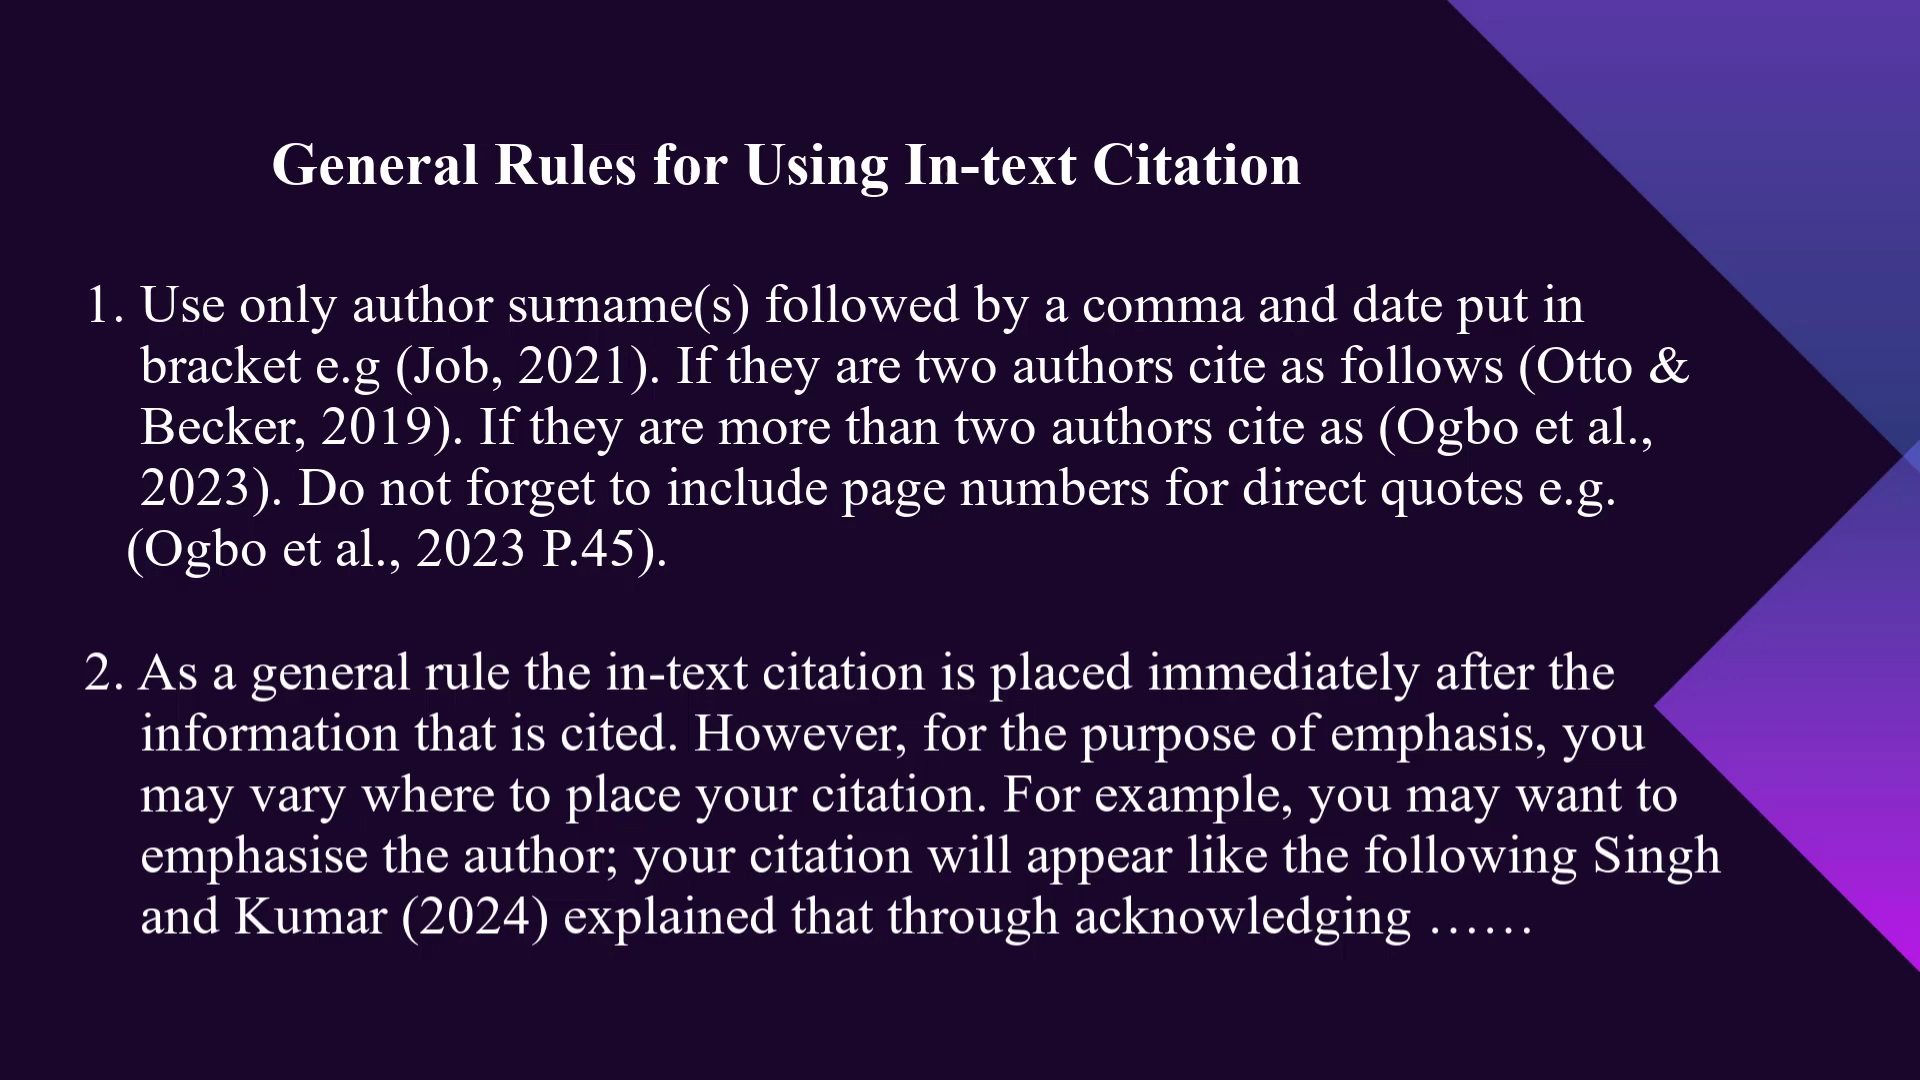 General Rules for Using In-text Citation
1. Use only author surname(s) followed by a comma and date put in
bracket e.g (Job, 2021). If they are two authors cite as follows (Otto &
Becker, 2019). If they are more than two authors cite as (Ogbo et al.,
2023). Do not forget to include page numbers for direct quotes e.g.
(Ogbo et al., 2023 P.45).
2. As a general rule the in-text citation is placed immediately after the
information that is cited. However, for the purpose of emphasis, you
may vary where to place your citation. For example, you may want to
emphasise the author; your citation will appear like the following Singh
and Kumar (2024) explained that through acknowledging ……